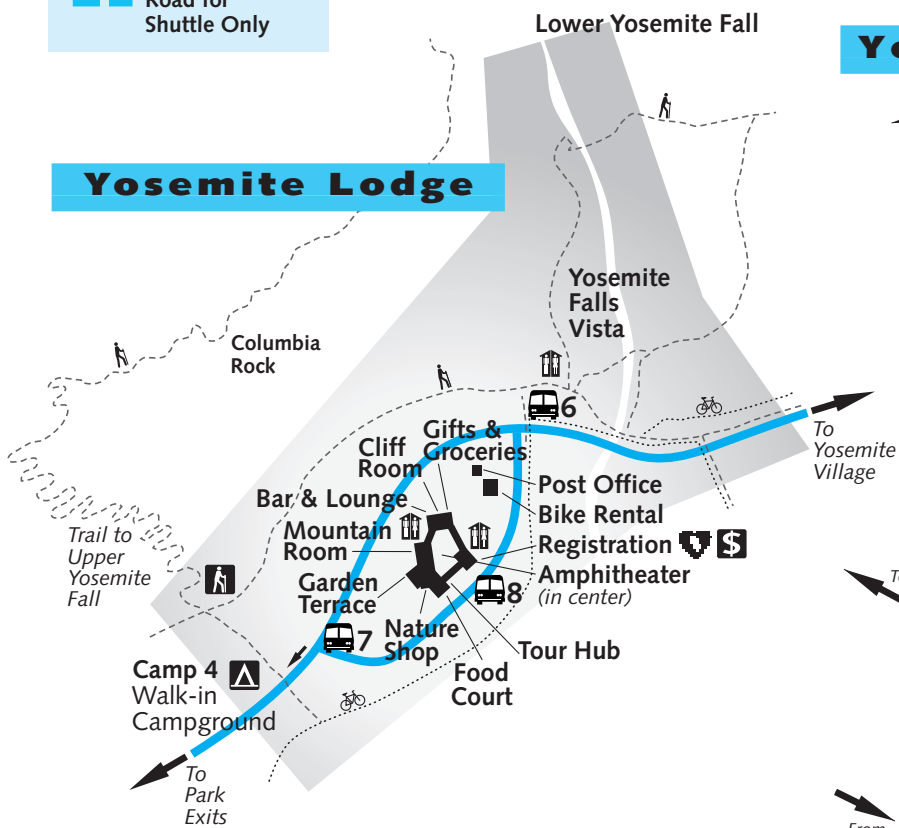 Road for
Shuttle Only
Lower Yosemite Fall
Yo
Yosemite Lodge
Yosemite
Falls
Vista
Columbia
Rock
6
To
Yosemite
Village
Gifts &
Groceries
Cliff
Room
Bar & Lounge
Mountain
Room
Garden
Terrace
Post Office
Bike Rental
Registration $
Amphitheater
(in center)
8
7
Nature
Shop
Tour Hub
Food
Court
Trail to
Upper
Yosemite
Fall
Camp 4
Walk-in
Campground
To
Park
Exits
From